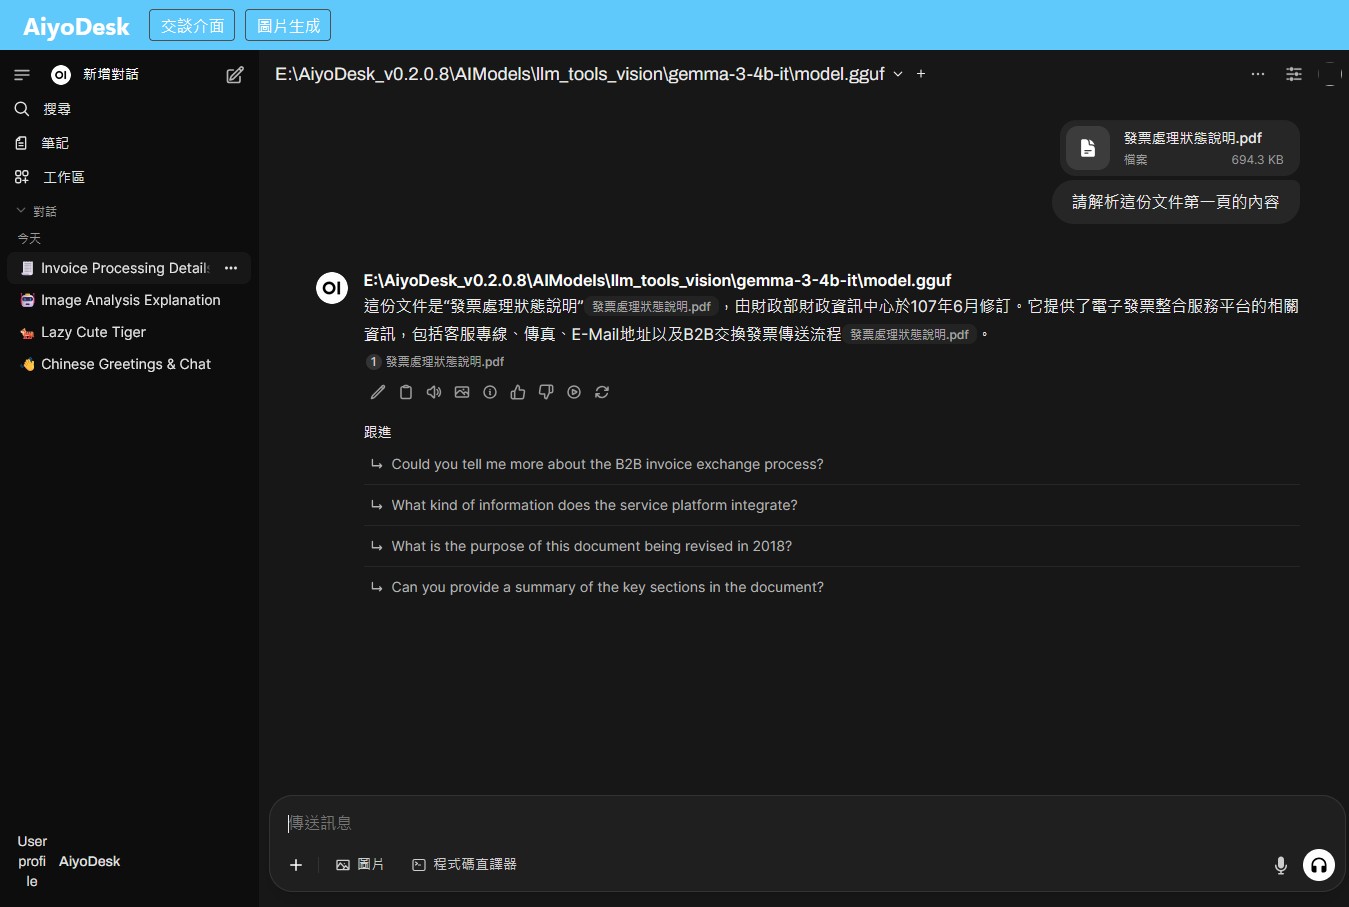 AiyoDesk
交談介面
圖片生成
OI 新增對話
搜尋
筆記
工作區
對話
今天
Invoice Processing Detail
Image Analysis Explanation
Lazy Cute Tiger
Chinese Greetings & Chat
User profile
AiyoDesk
E:\AiyoDesk_v0.2.0.8\AIModels\llm_tools_vision\gemma-3-4b-it\model.gguf
發票處理狀態說明.pdf
檔案 694.3 KB
請解析這份文件第一頁的內容
OI E:\AiyoDesk_v0.2.0.8\AIModels\llm_tools_vision\gemma-3-4b-it\model.gguf
這份文件是“發票處理狀態說明” 發票處理狀態說明.pdf ，由財政部財政資訊中心於107年6月修訂。它提供了電子發票整合服務平台的相關
資訊，包括客服專線、傳真、E-Mail地址以及B2B交換發票傳送流程 發票處理狀態說明.pdf 。
1 發票處理狀態說明.pdf
跟進
Could you tell me more about the B2B invoice exchange process?
What kind of information does the service platform integrate?
What is the purpose of this document being revised in 2018?
Can you provide a summary of the key sections in the document?
傳送訊息
圖片
程式碼直譯器